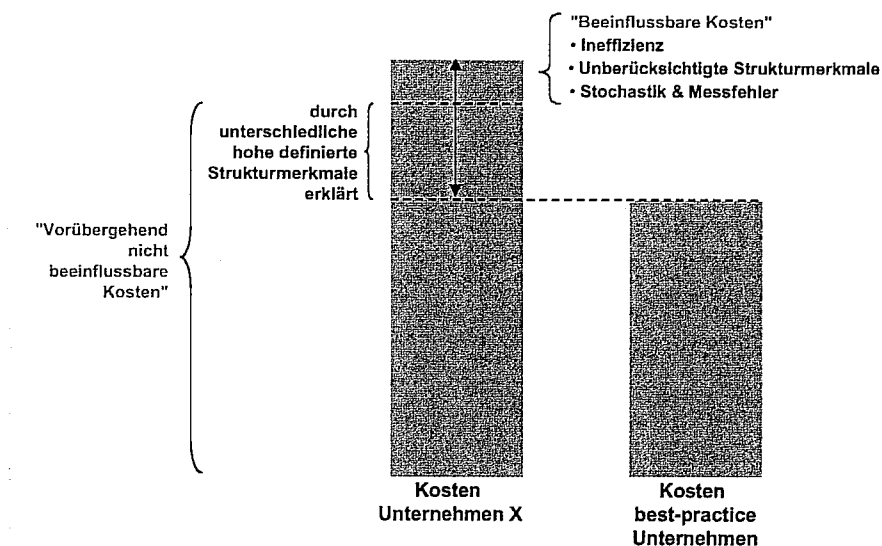 "Beeinflussbare Kosten"
• Ineffizienz
• Unberücksichtigte Strukturmerkmale
• Stochastik & Messfehler
durch
unterschiedliche
hohe definierte
Strukturmerkmale
erklärt
"Vorübergehend
nicht
beeinflussbare
Kosten"
Kosten
Unternehmen X
Kosten
best-practice
Unternehmen